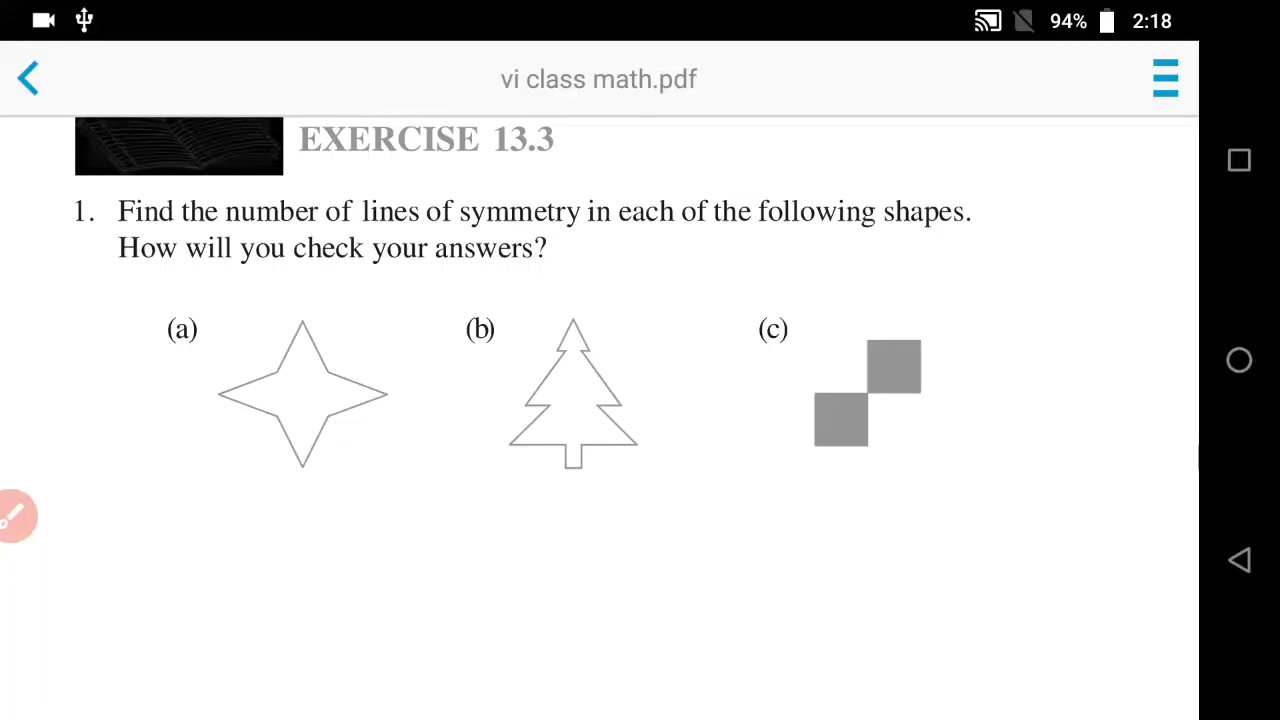 94% 2:18
vi class math.pdf
EXERCISE 13.3
1. Find the number of lines of symmetry in each of the following shapes.
How will you check your answers?
(a) (b) (c)